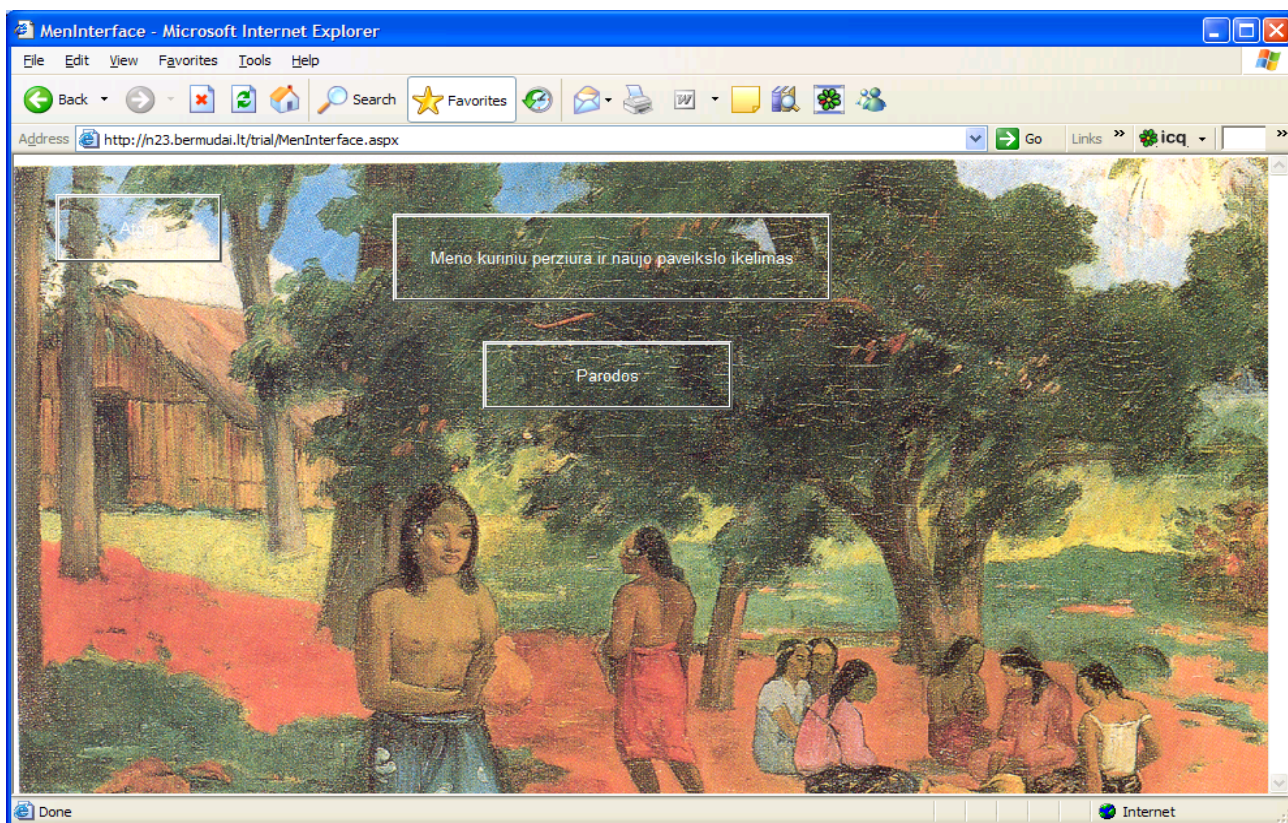 MenInterface - Microsoft Internet Explorer
File Edit View Favorites Tools Help
Back Search Favorites
Address http://n23.bermudai.lt/trial/MenInterface.aspx Go Links » icq »
Atgal
Meno kuriniu perziura ir naujo paveikslo ikelimas
Parodos
Done Internet